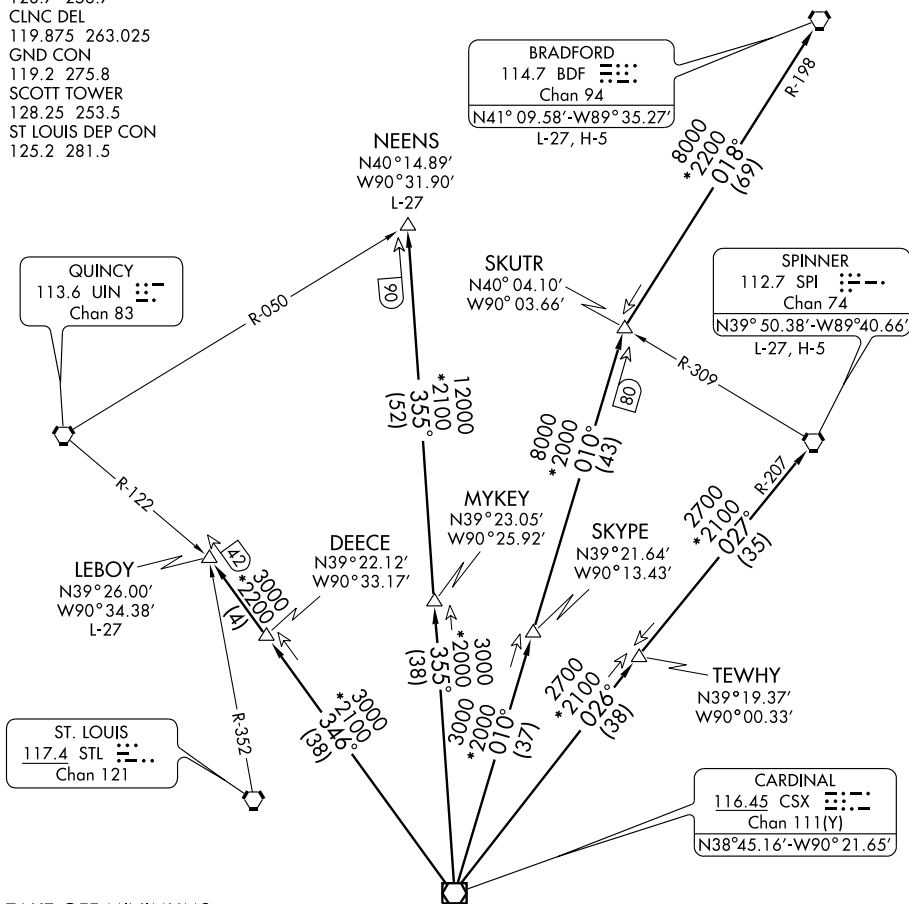 CLNC DEL
119.875 263.025
GND CON
119.2 275.8
SCOTT TOWER
128.25 253.5
ST LOUIS DEP CON
125.2 281.5
BRADFORD
114.7 BDF
Chan 94
N41° 09.58'-W89° 35.27'
L-27, H-5
R-198
8000
*2200
018°
(69)
NEENS
N40°14.89'
W90°31.90'
L-27
QUINCY
113.6 UIN
Chan 83
R-050
90
SKUTR
N40° 04.10'
W90° 03.66'
SPINNER
112.7 SPI
Chan 74
N39° 50.38'-W89°40.66'
L-27, H-5
R-309
80
12000
*2100
355°
(52)
8000
*2000
010°
(43)
R-207
R-122
2700
*2100
027°
(35)
MYKEY
N39°23.05'
W90°25.92'
SKYPE
N39°21.64'
W90°13.43'
DEECE
N39°22.12'
W90°33.17'
LEBOY
N39°26.00'
W90°34.38'
L-27
42
3000
*2200
(4)
3000
*2100
346°
(38)
3000
*2000
355°
(38)
3000
*2000
010°
(37)
2700
*2100
026°
(38)
TEWHY
N39°19.37'
W90°00.33'
R-352
ST. LOUIS
117.4 STL
Chan 121
CARDINAL
116.45 CSX
Chan 111(Y)
N38°45.16'-W90°21.65'